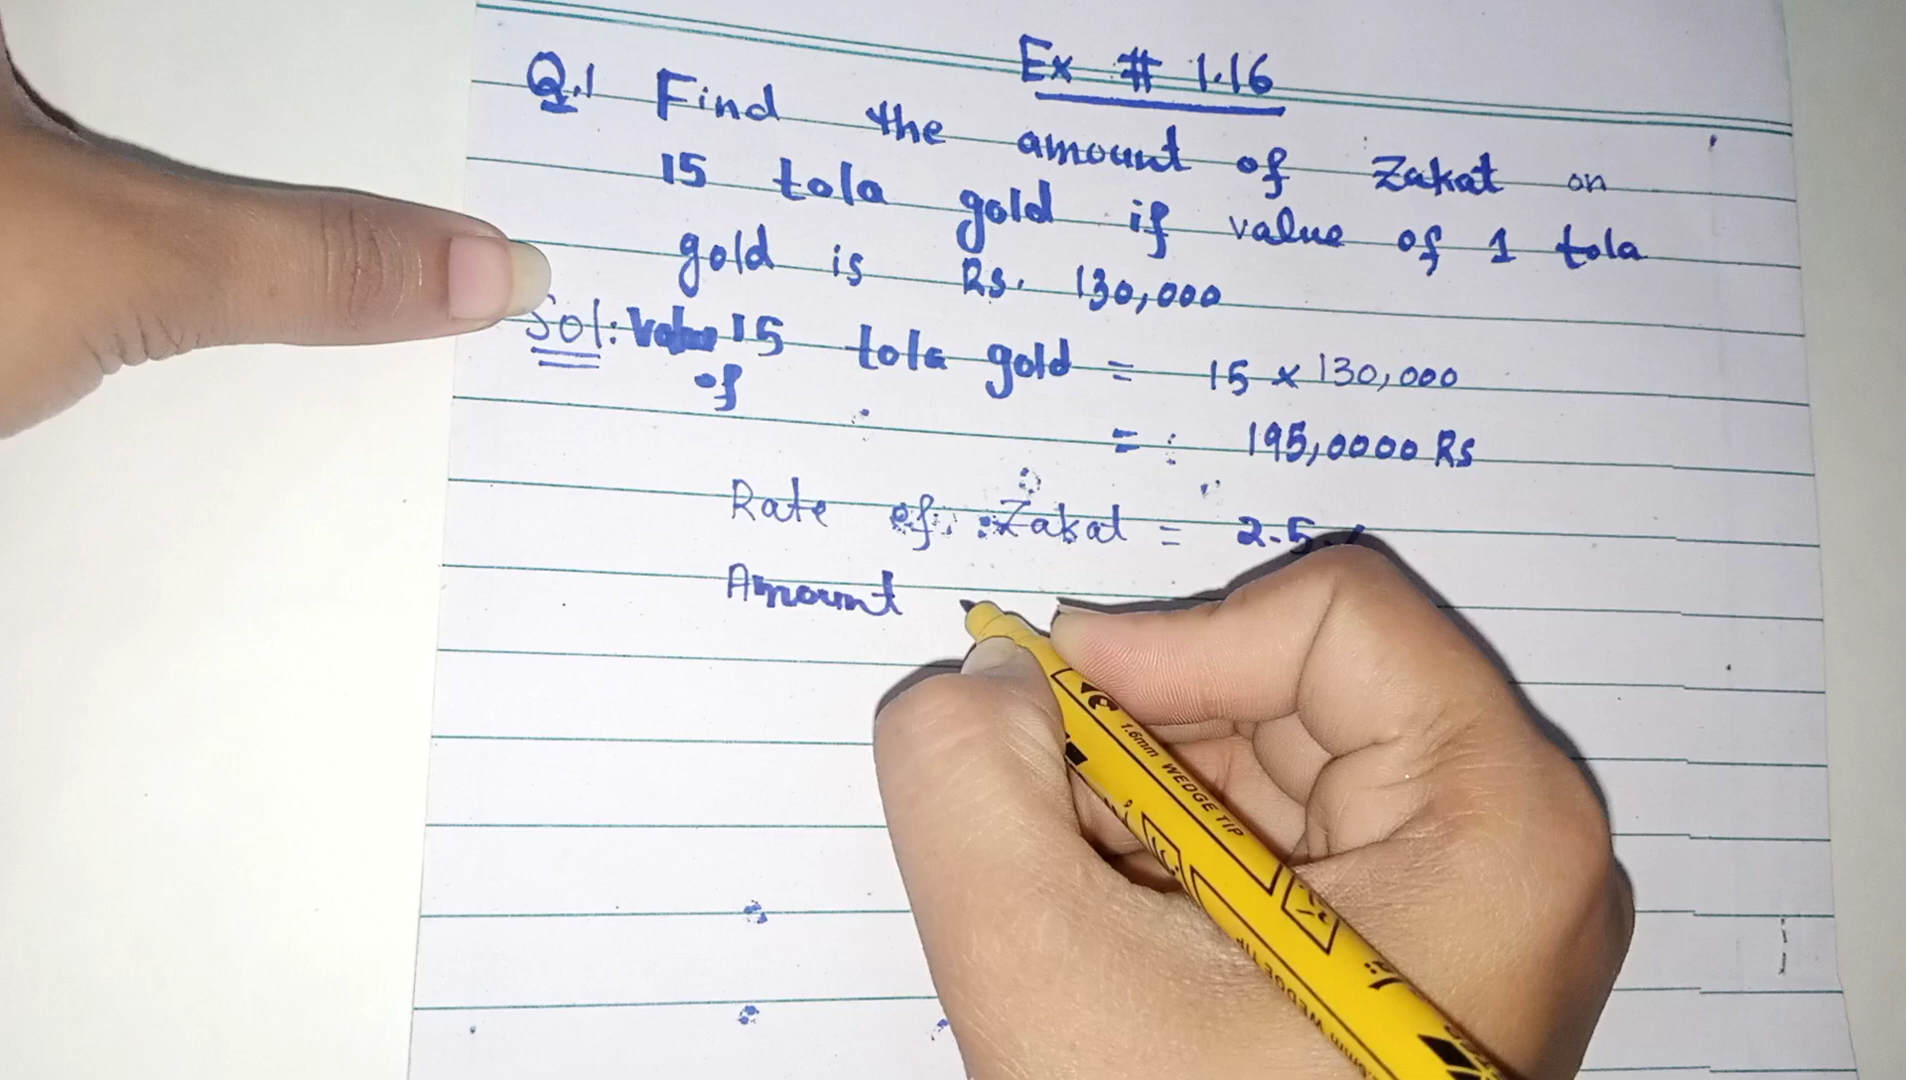 Ex # 1.16
Q.1 Find the amount of Zakat on
15 tola gold if value of 1 tola
gold is Rs. 130,000
Sol: Value 15 tola gold = 15 × 130,000
of
= 195,0000 Rs
Rate of Zakat = 2.5
Amount
1.6mm WEDGE TIP